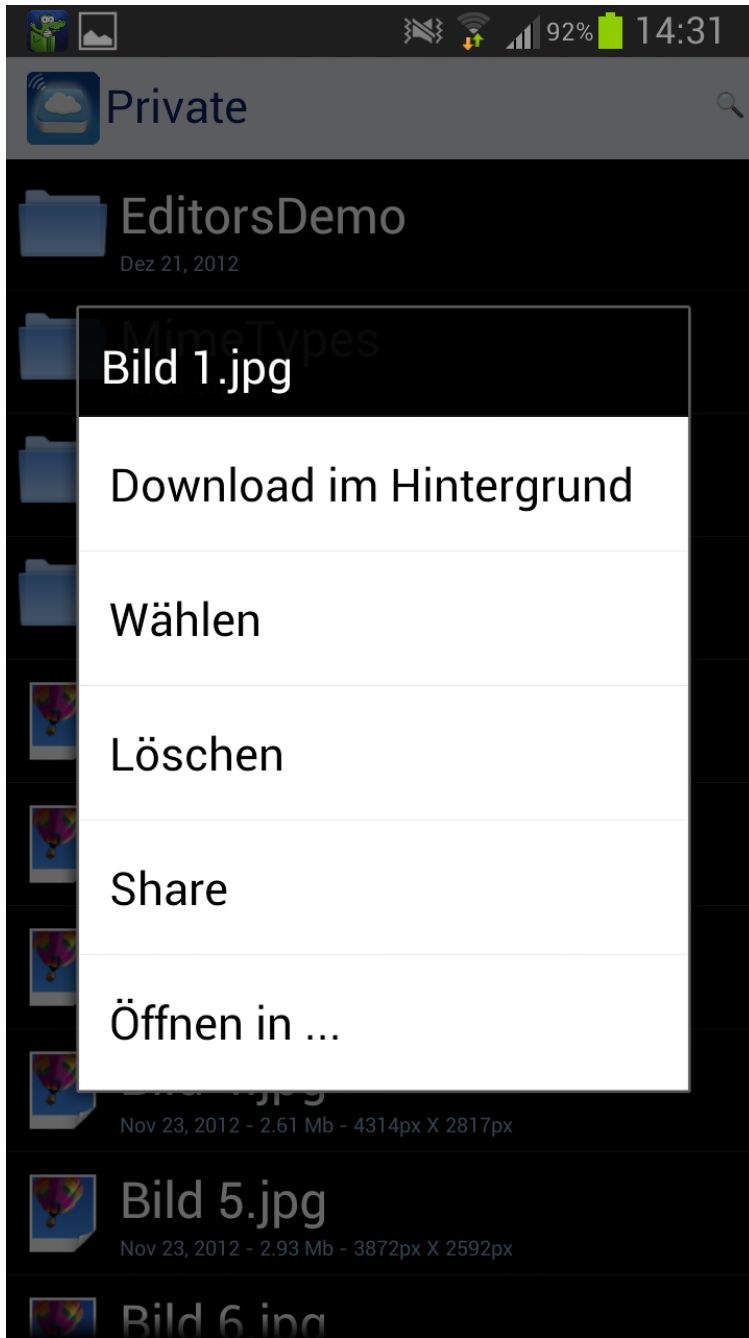 92% 14:31
Private
EditorsDemo
Dez 21, 2012
MimeTypes
Bild 1.jpg
Download im Hintergrund
Wählen
Löschen
Share
Öffnen in ...
Nov 23, 2012 - 2.61 Mb - 4314px X 2817px
Bild 5.jpg
Nov 23, 2012 - 2.93 Mb - 3872px X 2592px
Bild 6.jpg